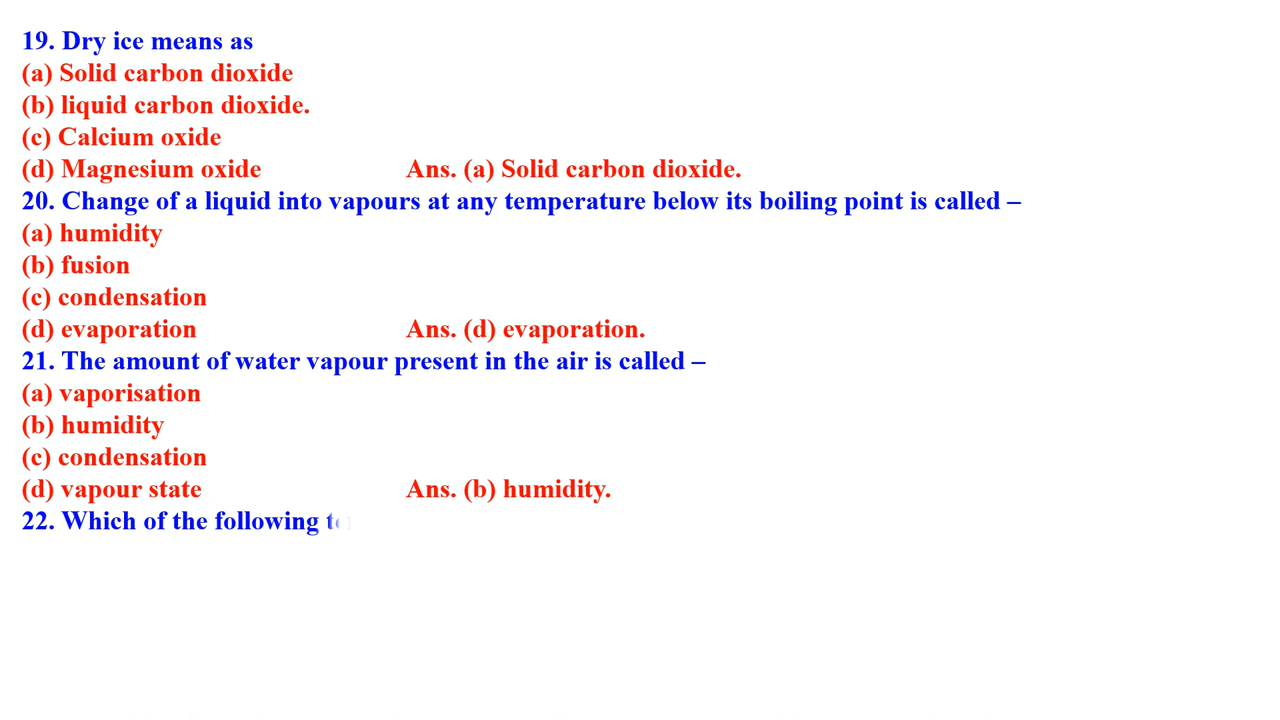 19. Dry ice means as
(a) Solid carbon dioxide
(b) liquid carbon dioxide.
(c) Calcium oxide
(d) Magnesium oxide Ans. (a) Solid carbon dioxide.
20. Change of a liquid into vapours at any temperature below its boiling point is called –
(a) humidity
(b) fusion
(c) condensation
(d) evaporation Ans. (d) evaporation.
21. The amount of water vapour present in the air is called –
(a) vaporisation
(b) humidity
(c) condensation
(d) vapour state Ans. (b) humidity.
22. Which of the following